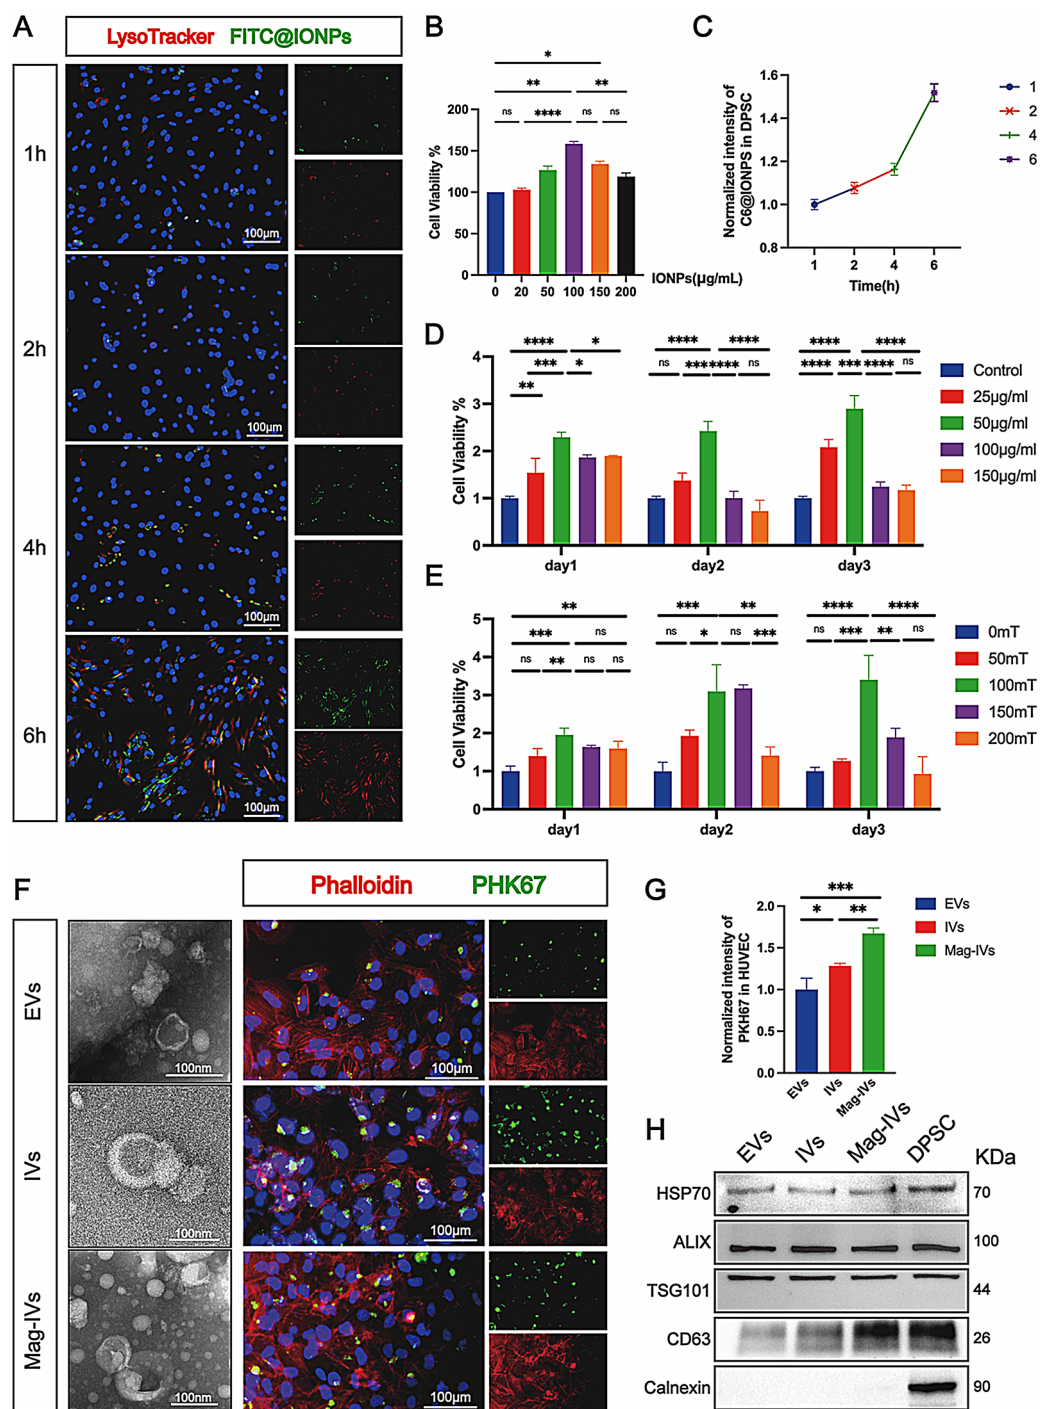 A
LysoTracker FITC@IONPs
1h
100µm
2h
100µm
4h
100µm
6h
100µm
B
*
** **
ns **** ns ns
Cell Viability %
200
150
100
50
0
0 20 50 100 150 200
IONPs(µg/mL)
C
Normalized intensity of
C6@IONPS in DPSC
1.6
1.4
1.2
1.0
0.8
1 2 4 6
Time(h)
1
2
4
6
D
**** *
*** *
**
**** ****
ns **** **** ns
**** ****
**** *** **** ns
Cell Viability %
4
3
2
1
0
day1 day2 day3
Control
25µg/ml
50µg/ml
100µg/ml
150µg/ml
E
**
*** ns
ns ** ns ns
*** **
ns * ns ***
**** ****
ns *** ** ns
Cell Viability %
5
4
3
2
1
0
day1 day2 day3
0mT
50mT
100mT
150mT
200mT
F
Phalloidin PHK67
EVs
100nm
100µm
IVs
100nm
100µm
Mag-IVs
100nm
100µm
G
***
* **
Normalized intensity of
PKH67 in HUVEC
2.0
1.5
1.0
0.5
0.0
EVs IVs Mag-IVs
EVs
IVs
Mag-IVs
H
EVs IVs Mag-IVs DPSC KDa
HSP70 70
ALIX 100
TSG101 44
CD63 26
Calnexin 90